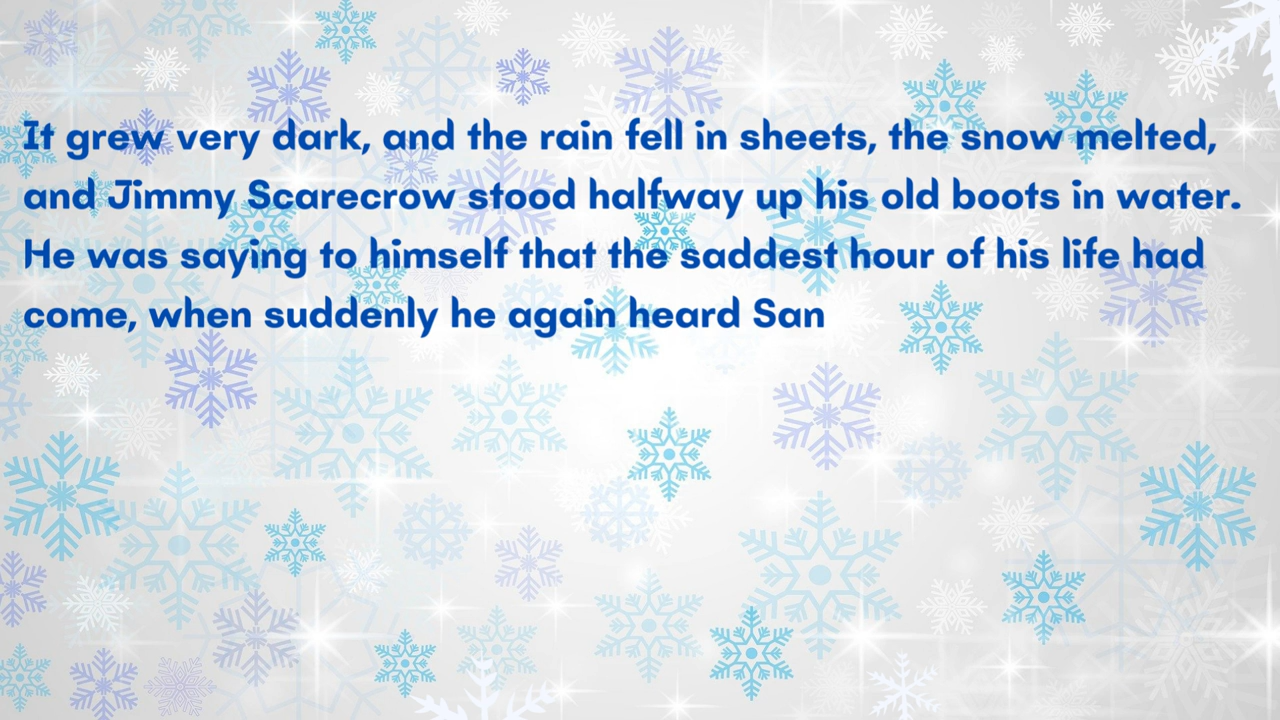 It grew very dark, and the rain fell in sheets, the snow melted,
and Jimmy Scarecrow stood halfway up his old boots in water.
He was saying to himself that the saddest hour of his life had
come, when suddenly he again heard San